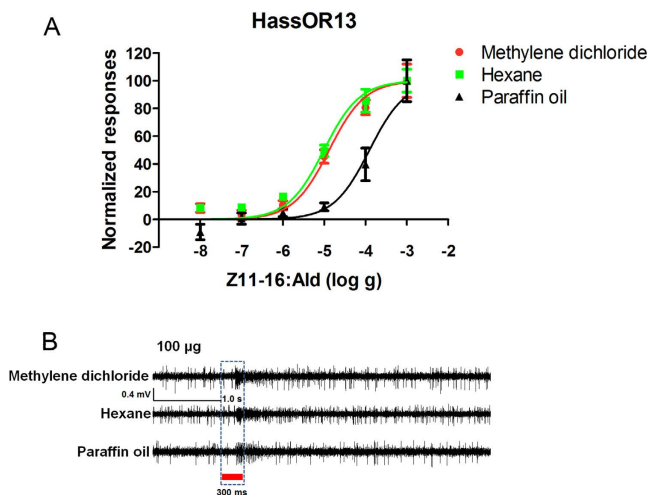 A
HassOR13
Normalized responses
120
100
80
60
40
20
0
-20
-8 -7 -6 -5 -4 -3 -2
Z11-16:Ald (log g)
Methylene dichloride
Hexane
Paraffin oil
B
100 µg
Methylene dichloride
0.4 mV
1.0 s
Hexane
Paraffin oil
300 ms